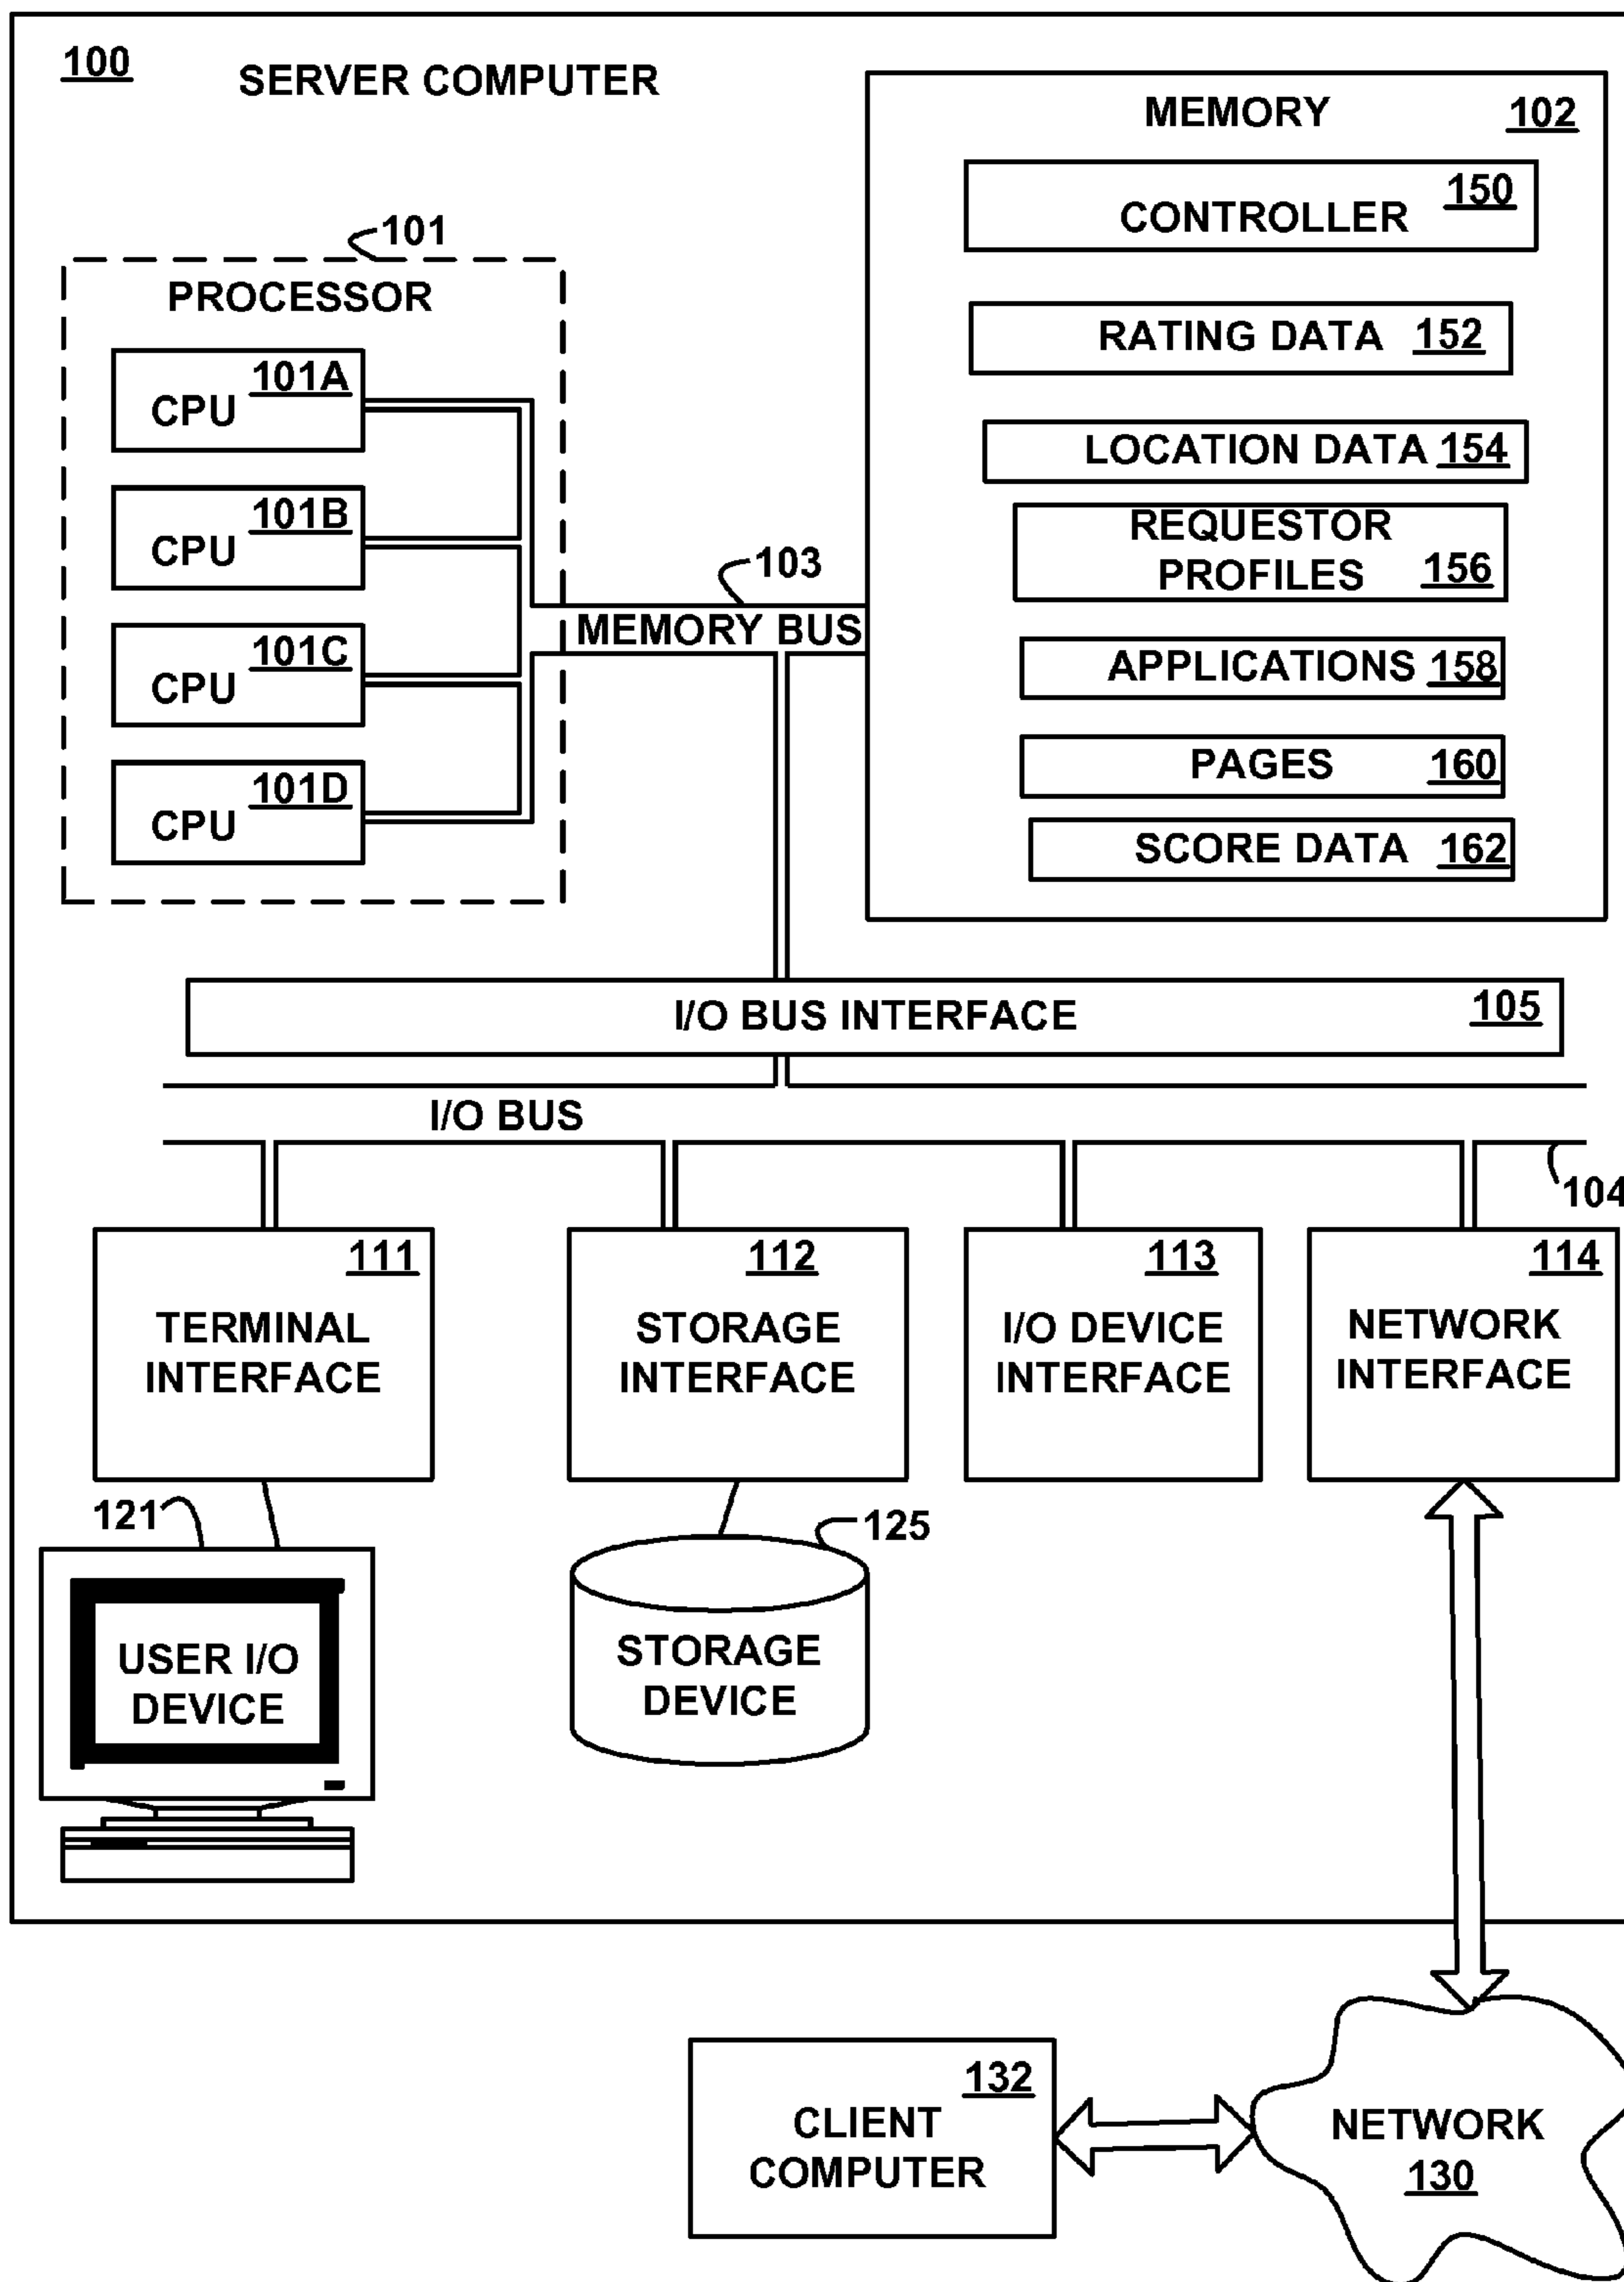 100
SERVER COMPUTER
MEMORY 102
150
CONTROLLER
RATING DATA 152
LOCATION DATA 154
REQUESTOR
PROFILES 156
APPLICATIONS 158
PAGES 160
SCORE DATA 162
101
PROCESSOR
101A
CPU
101B
CPU
101C
CPU
101D
CPU
103
MEMORY BUS
I/O BUS INTERFACE 105
I/O BUS
104
111
TERMINAL
INTERFACE
112
STORAGE
INTERFACE
113
I/O DEVICE
INTERFACE
114
NETWORK
INTERFACE
121
USER I/O
DEVICE
125
STORAGE
DEVICE
132
CLIENT
COMPUTER
NETWORK
130